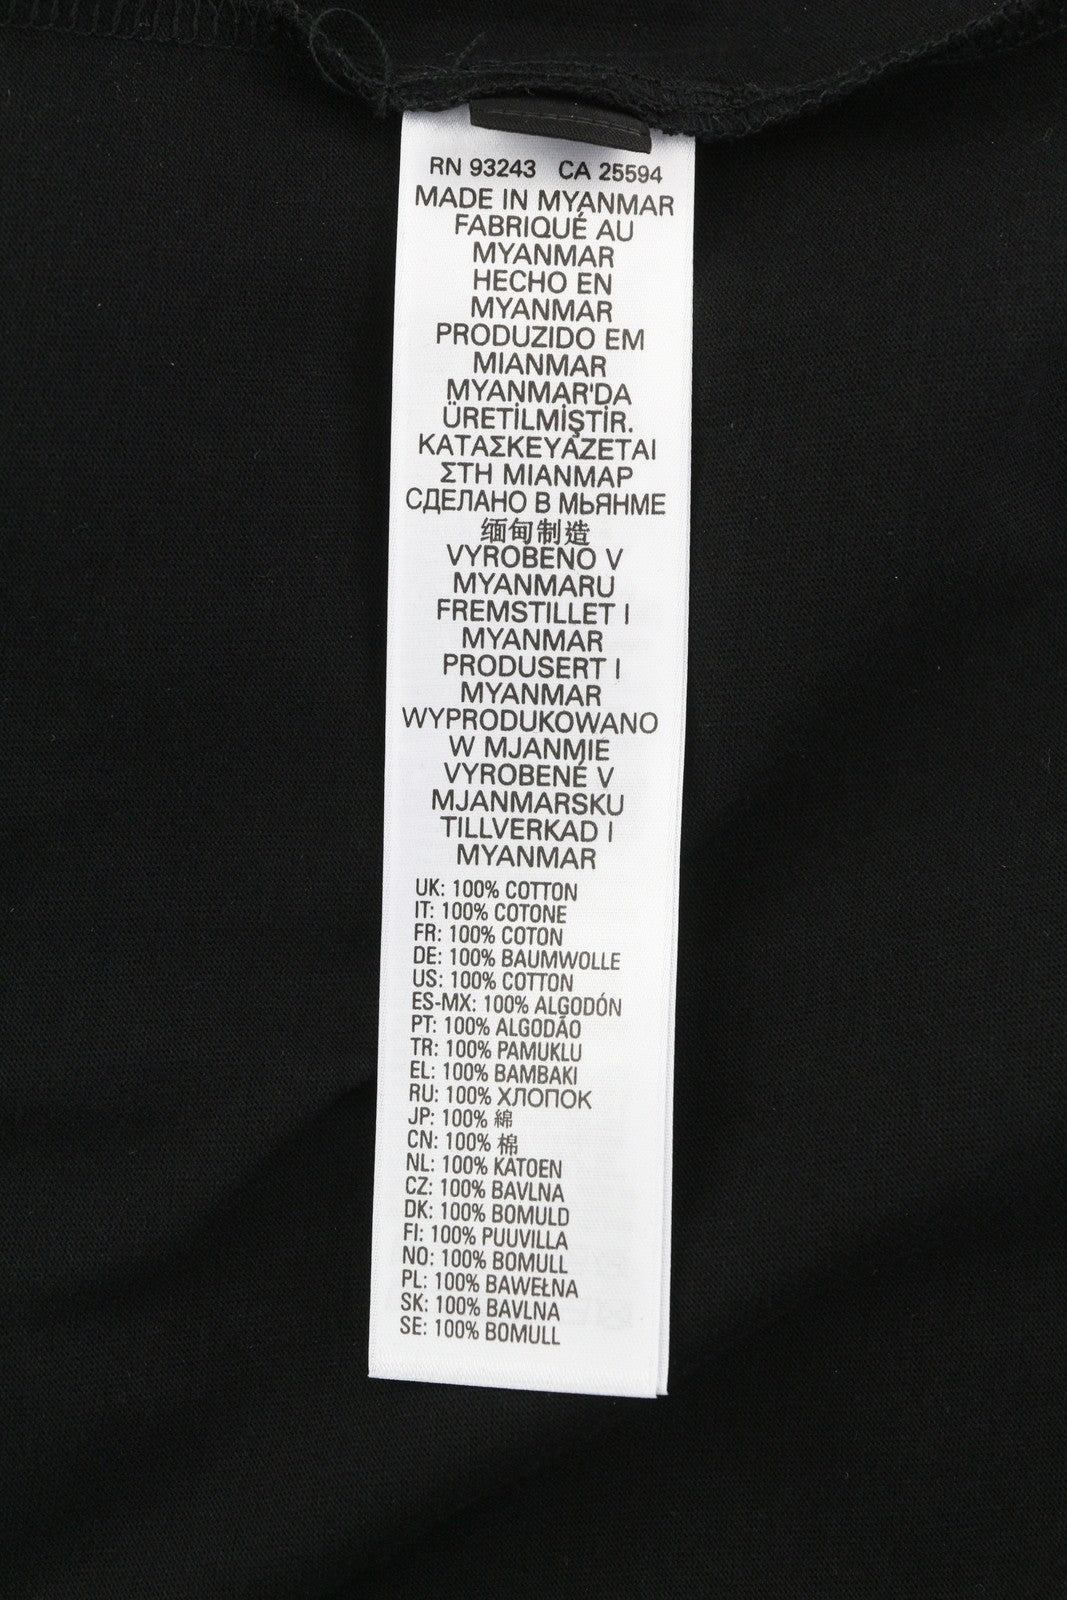 RN 93243 CA 25594
MADE IN MYANMAR
FABRIQUÉ AU
MYANMAR
HECHO EN
MYANMAR
PRODUZIDO EM
MIANMAR
MYANMAR'DA
ÜRETİLMİŞTİR.
ΚΑΤΑΣΚΕΥΑΖΕΤΑΙ
ΣΤΗ ΜΙΑΝΜΑΡ
СДЕЛАНО В МЬЯНМЕ
缅甸制造
VYROBENO V
MYANMARU
FREMSTILLET I
MYANMAR
PRODUSERT I
MYANMAR
WYPRODUKOWANO
W MJANMIE
VYROBENÉ V
MJANMARSKU
TILLVERKAD I
MYANMAR
UK: 100% COTTON
IT: 100% COTONE
FR: 100% COTON
DE: 100% BAUMWOLLE
US: 100% COTTON
ES-MX: 100% ALGODÓN
PT: 100% ALGODÃO
TR: 100% PAMUKLU
EL: 100% ΒΑΜΒΑΚΙ
RU: 100% ХЛОПОК
JP: 100% 綿
CN: 100% 棉
NL: 100% KATOEN
CZ: 100% BAVLNA
DK: 100% BOMULD
FI: 100% PUUVILLA
NO: 100% BOMULL
PL: 100% BAWEŁNA
SK: 100% BAVLNA
SE: 100% BOMULL